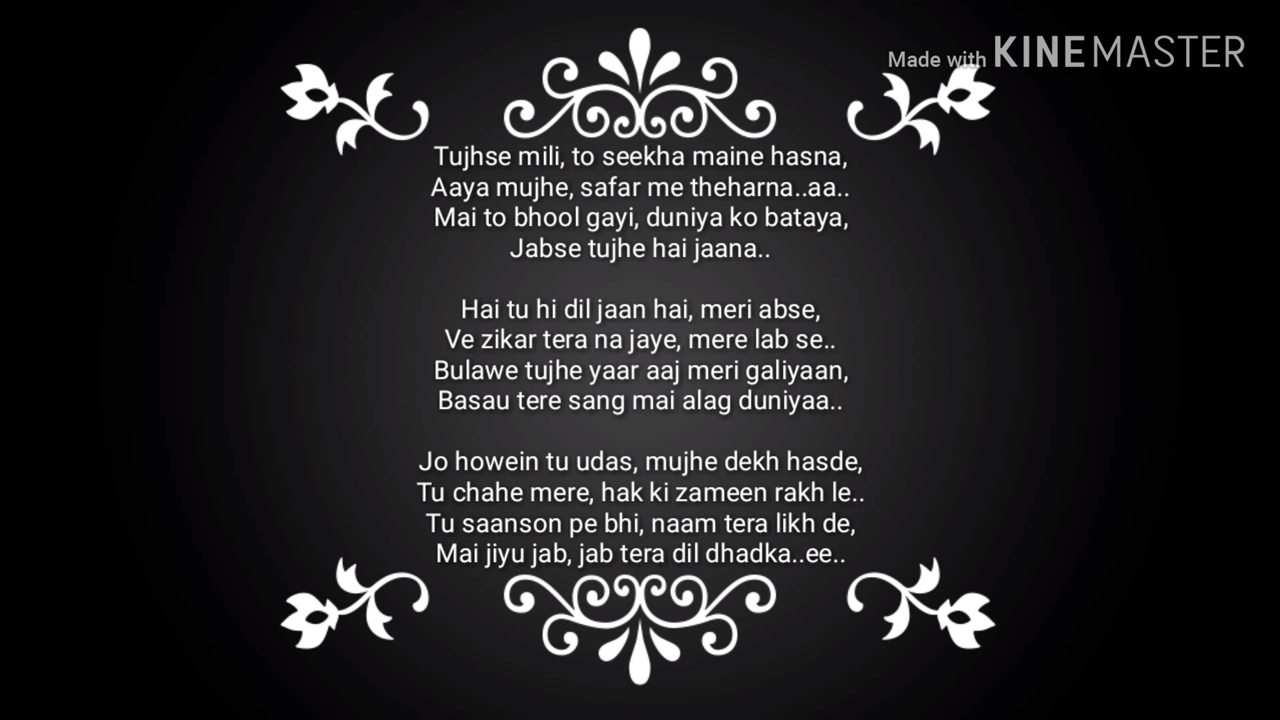 Made with KINEMASTER
Tujhse mili, to seekha maine hasna,
Aaya mujhe, safar me theharna..aa..
Mai to bhool gayi, duniya ko bataya,
Jabse tujhe hai jaana..
Hai tu hi dil jaan hai, meri abse,
Ve zikar tera na jaye, mere lab se..
Bulawe tujhe yaar aaj meri galiyaan,
Basau tere sang mai alag duniyaa..
Jo howein tu udas, mujhe dekh hasde,
Tu chahe mere, hak ki zameen rakh le..
Tu saanson pe bhi, naam tera likh de,
Mai jiyu jab, jab tera dil dhadka..ee..